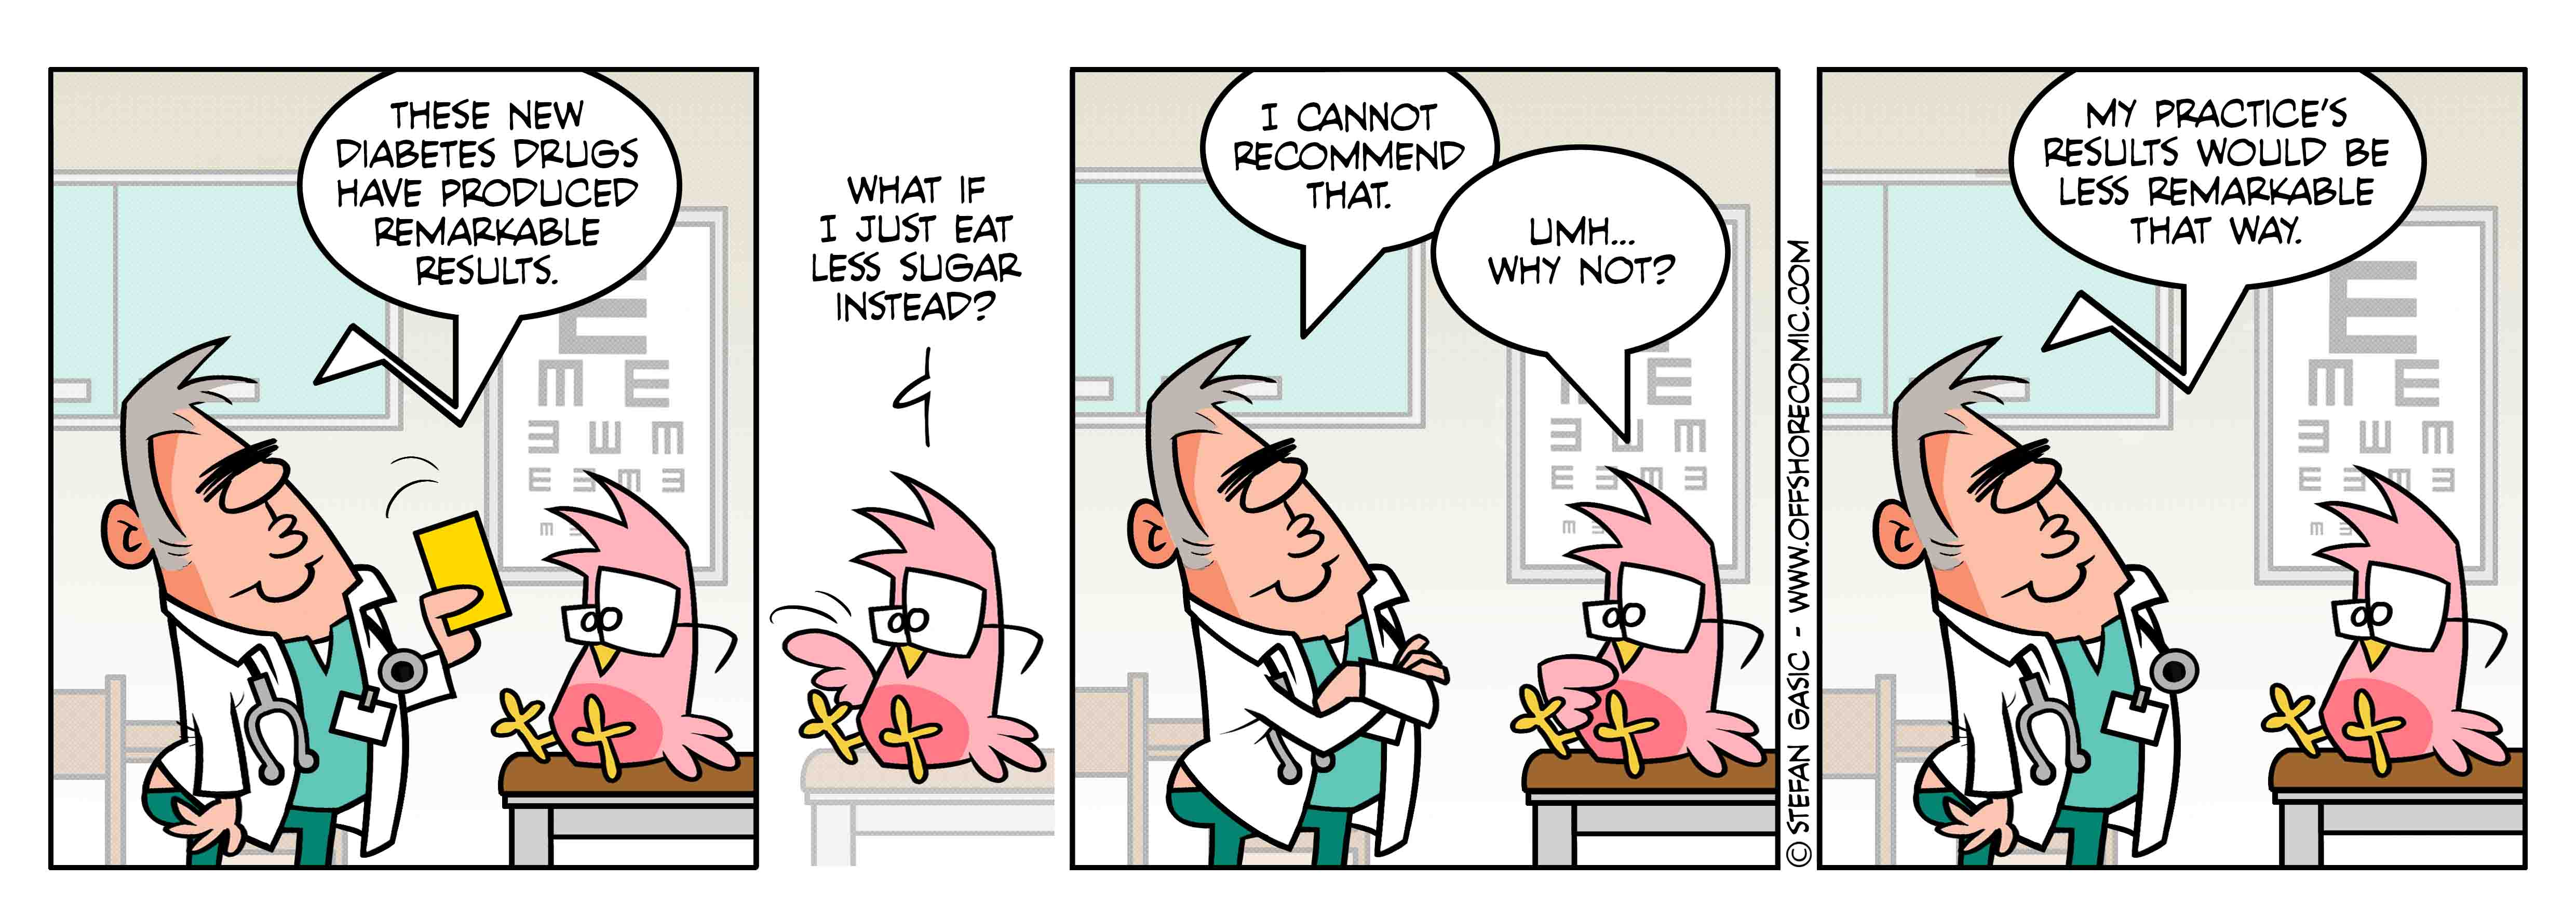 THESE NEW
DIABETES DRUGS
HAVE PRODUCED
REMARKABLE
RESULTS.
WHAT IF
I JUST EAT
LESS SUGAR
INSTEAD?
I CANNOT
RECOMMEND
THAT.
UMH...
WHY NOT?
© STEFAN GASIC - WWW.OFFSHORECOMIC.COM
MY PRACTICE'S
RESULTS WOULD BE
LESS REMARKABLE
THAT WAY.